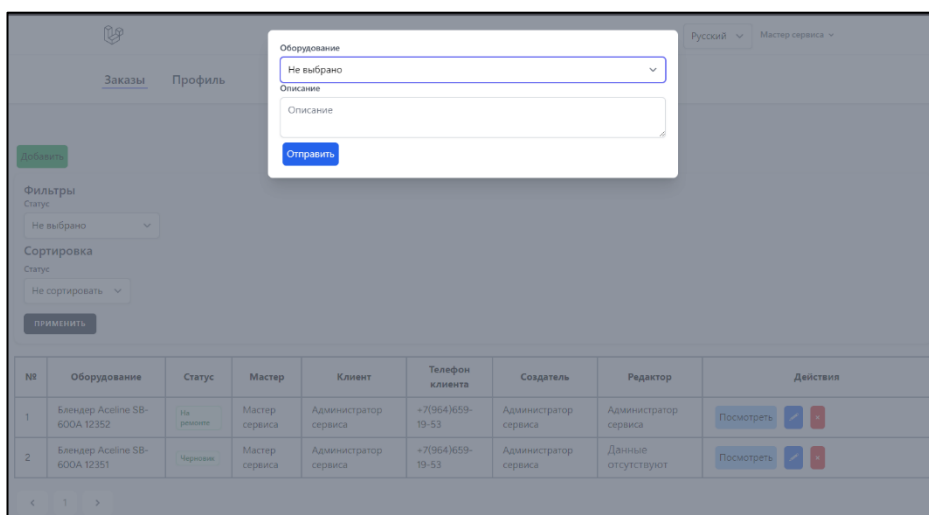 Русский
Мастер сервиса
Заказы
Профиль
Оборудование
Не выбрано
Описание
Описание
Отправить
Добавить
Фильтры
Статус
Не выбрано
Сортировка
Статус
Не сортировать
ПРИМЕНИТЬ
№ Оборудование Статус Мастер Клиент Телефон клиента Создатель Редактор Действия
1 Блендер Aceline SB-600A 12352 На ремонте Мастер сервиса Администратор сервиса +7(964)659-19-53 Администратор сервиса Администратор сервиса Посмотреть
2 Блендер Aceline SB-600A 12351 Черновик Мастер сервиса Администратор сервиса +7(964)659-19-53 Администратор сервиса Данные отсутствуют Посмотреть
1